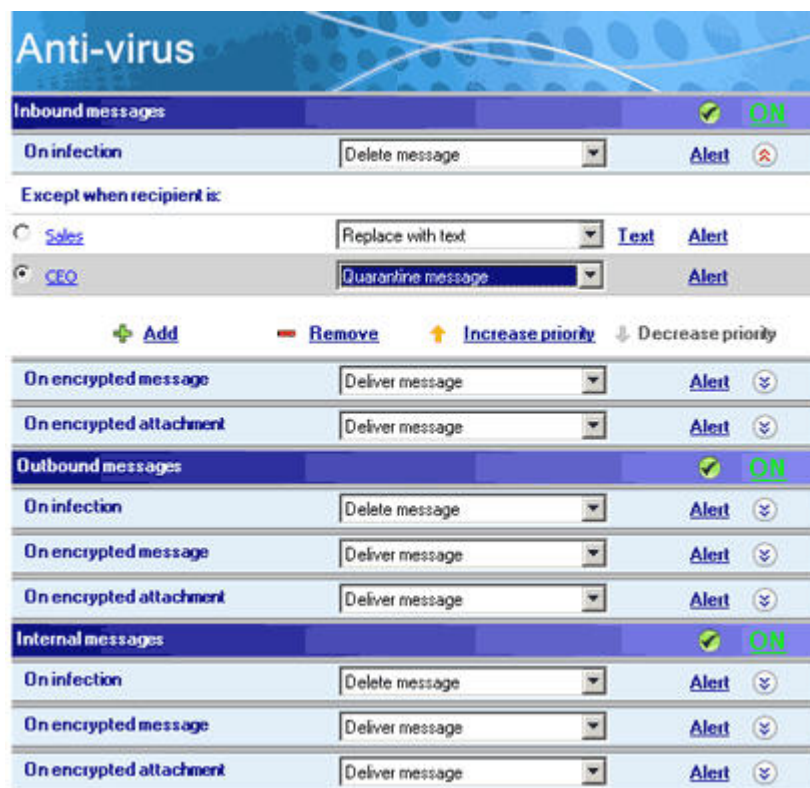 Anti-virus
Inbound messages ON
On infection Delete message Alert
Except when recipient is:
Sales Replace with text Text Alert
CEO Quarantine message Alert
Add Remove Increase priority Decrease priority
On encrypted message Deliver message Alert
On encrypted attachment Deliver message Alert
Outbound messages ON
On infection Delete message Alert
On encrypted message Deliver message Alert
On encrypted attachment Deliver message Alert
Internal messages ON
On infection Delete message Alert
On encrypted message Deliver message Alert
On encrypted attachment Deliver message Alert